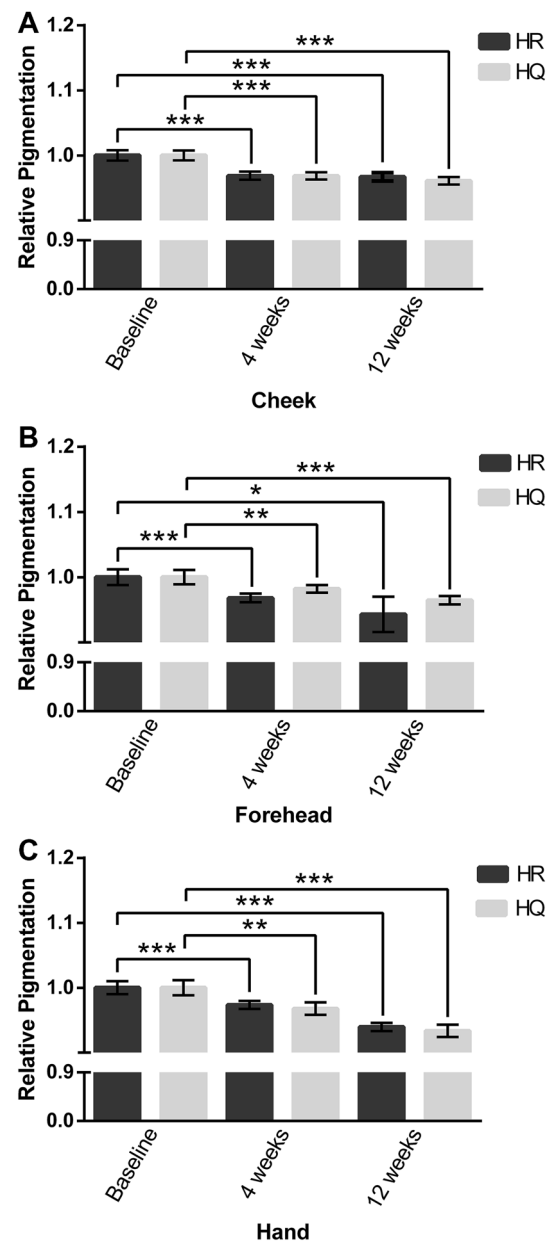 A
1.2
HR
HQ
***
***
***
***
1.1
1.0
0.9
0.0
Relative Pigmentation
Baseline
4 weeks
12 weeks
Cheek
B
1.2
HR
HQ
***
*
**
***
1.1
1.0
0.9
0.0
Relative Pigmentation
Baseline
4 weeks
12 weeks
Forehead
C
1.2
HR
HQ
***
***
**
***
1.1
1.0
0.9
0.0
Relative Pigmentation
Baseline
4 weeks
12 weeks
Hand